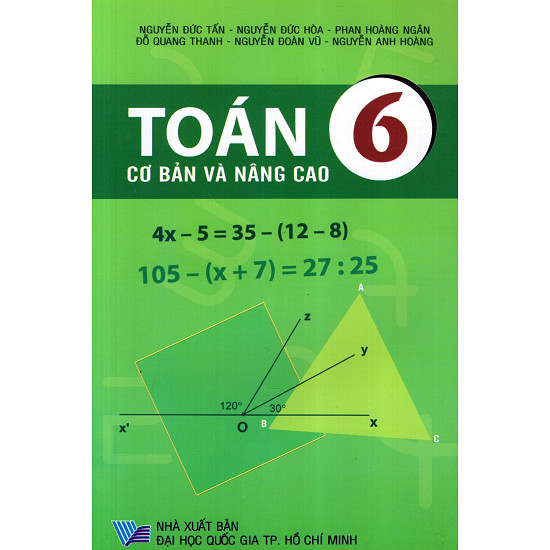 NGUYỄN ĐỨC TẤN - NGUYỄN ĐỨC HÒA - PHAN HOÀNG NGÂN
ĐỖ QUANG THANH - NGUYỄN ĐOÀN VŨ - NGUYỄN ANH HOÀNG
TOÁN 6
CƠ BẢN VÀ NÂNG CAO
4x – 5 = 35 – (12 – 8)
105 – (x + 7) = 27 : 25
A
z
y
120° 30°
x' O B x
C
NHÀ XUẤT BẢN
ĐẠI HỌC QUỐC GIA TP. HỒ CHÍ MINH